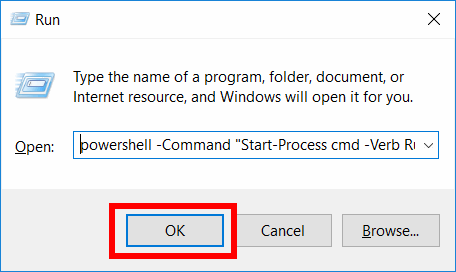 Run
Type the name of a program, folder, document, or
Internet resource, and Windows will open it for you.
Open: powershell -Command "Start-Process cmd -Verb Ru
OK Cancel Browse...